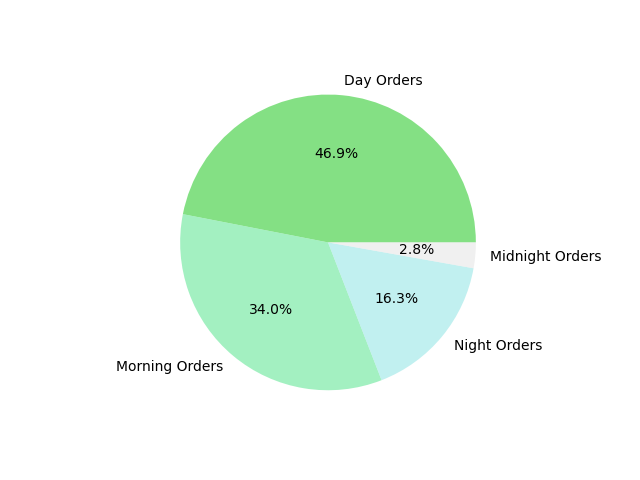 Day Orders
46.9%
2.8%
Midnight Orders
16.3%
34.0%
Night Orders
Morning Orders